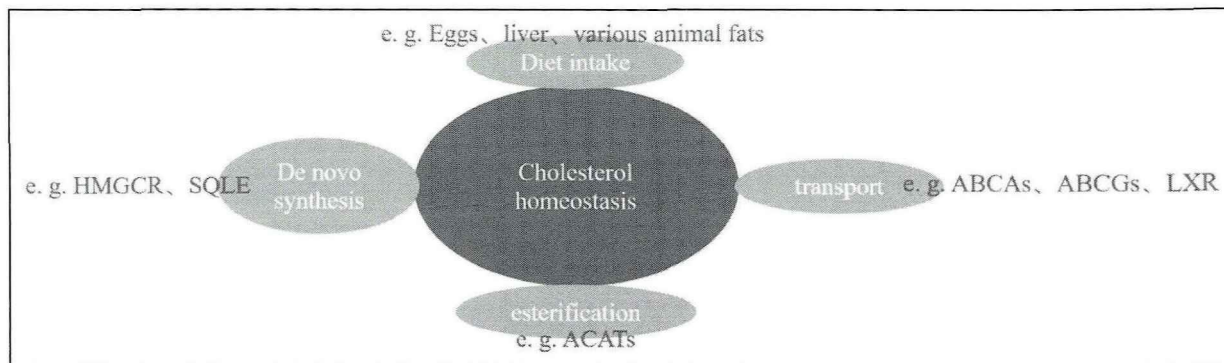 e. g. Eggs、liver、various animal fats
Diet intake
De novo
synthesis
e. g. HMGCR、SQLE
Cholesterol
homeostasis
transport
e. g. ABCAs、ABCGs、LXR
esterification
e. g. ACATs